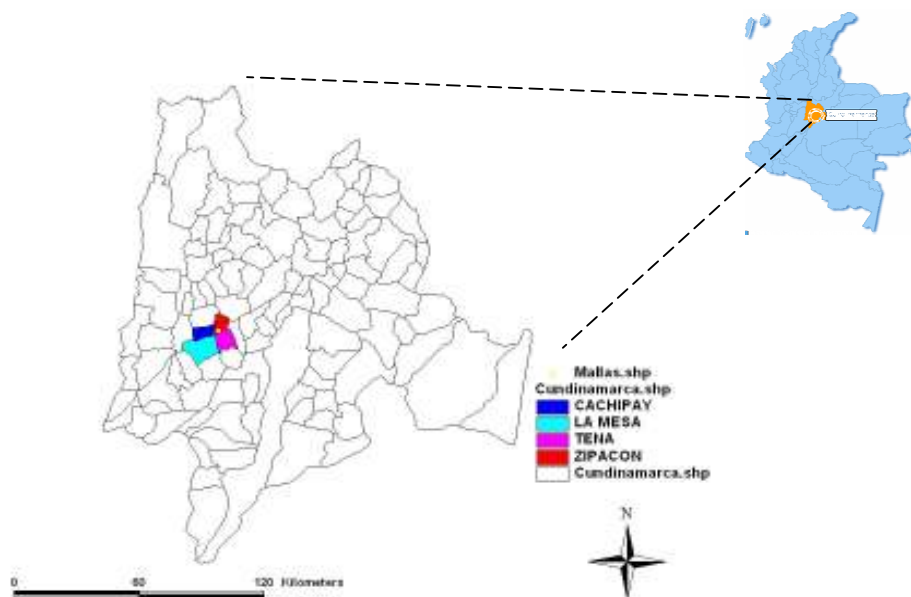 Mallas.shp
Cundinamarca.shp
CACHIPAY
LA MESA
TENA
ZIPACON
Cundinamarca.shp
N
0 60 120 Kilometers